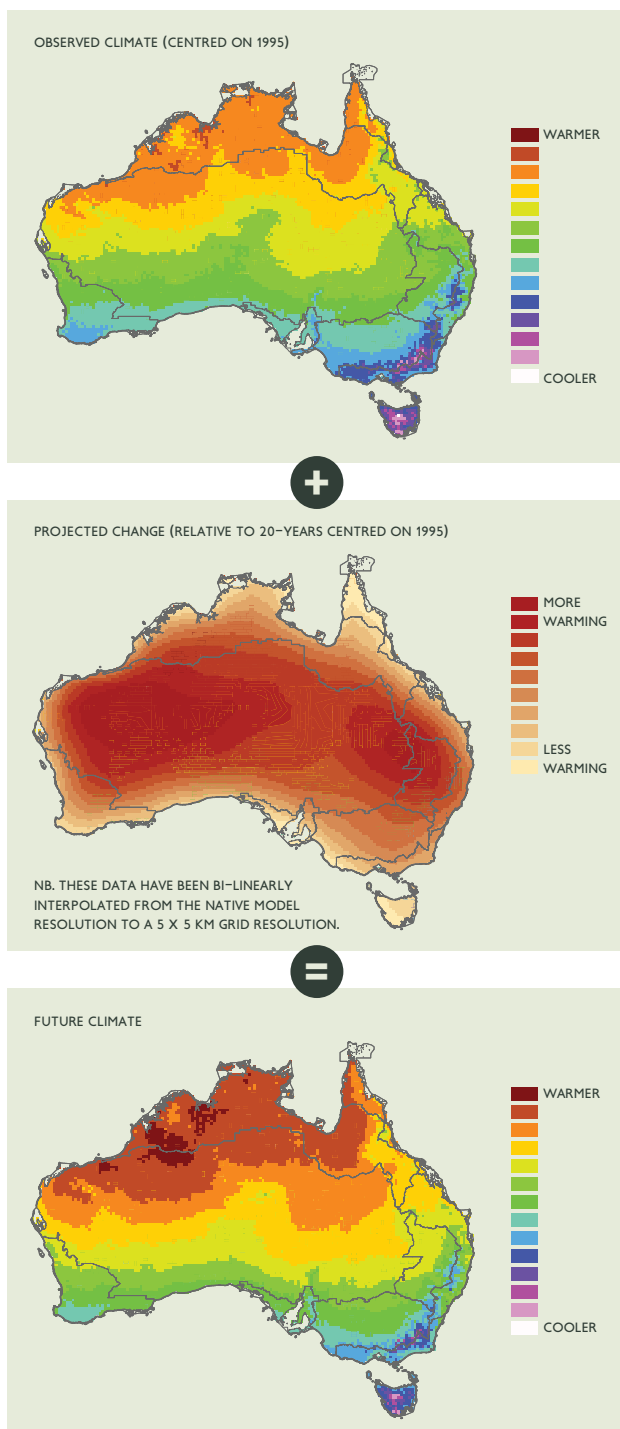 OBSERVED CLIMATE (CENTRED ON 1995)
WARMER
COOLER
+
PROJECTED CHANGE (RELATIVE TO 20-YEARS CENTRED ON 1995)
MORE
WARMING
LESS
WARMING
NB. THESE DATA HAVE BEEN BI-LINEARLY
INTERPOLATED FROM THE NATIVE MODEL
RESOLUTION TO A 5 X 5 KM GRID RESOLUTION.
=
FUTURE CLIMATE
WARMER
COOLER